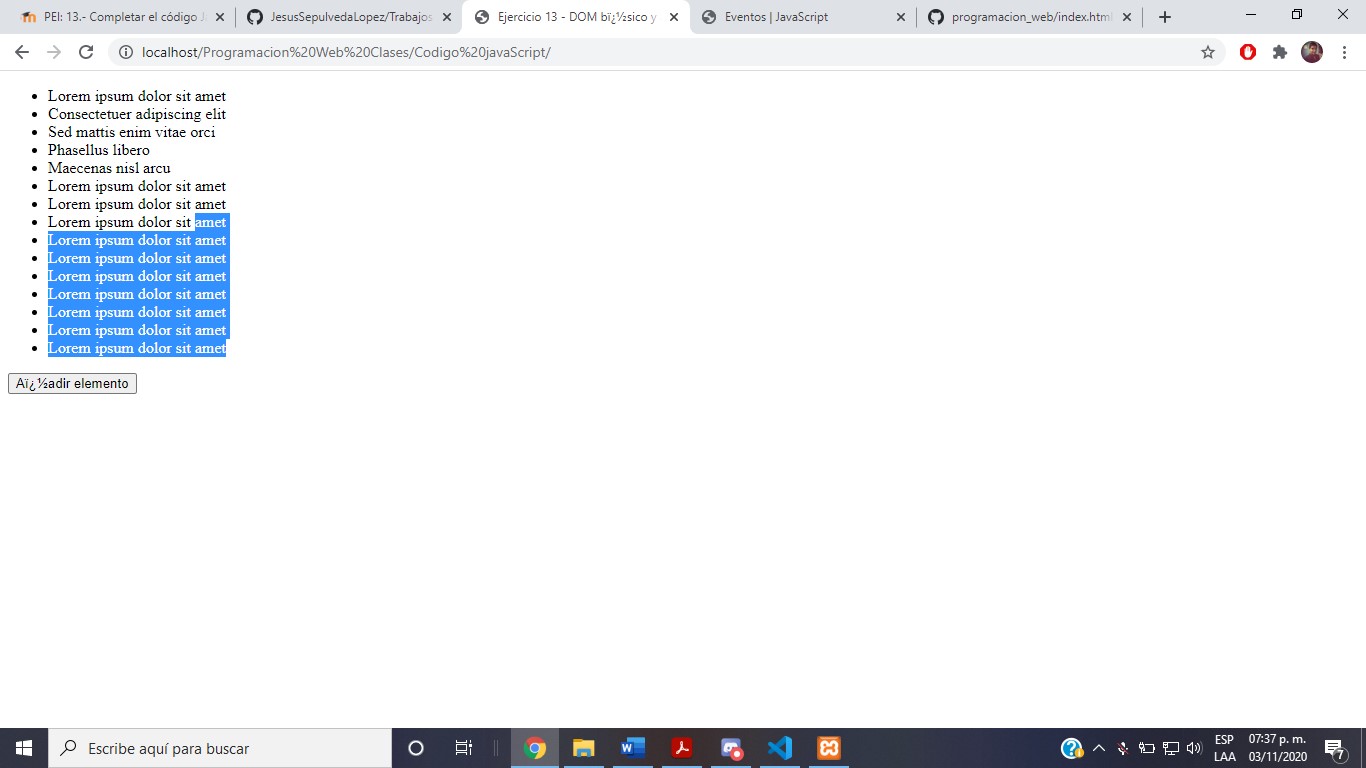 PEI: 13.- Completar el código Ja
JesusSepulvedaLopez/Trabajos
Ejercicio 13 - DOM bï¿½sico y
Eventos | JavaScript
programacion_web/index.html
localhost/Programacion%20Web%20Clases/Codigo%20javaScript/
Lorem ipsum dolor sit amet
Consectetuer adipiscing elit
Sed mattis enim vitae orci
Phasellus libero
Maecenas nisl arcu
Lorem ipsum dolor sit amet
Lorem ipsum dolor sit amet
Lorem ipsum dolor sit amet
Lorem ipsum dolor sit amet
Lorem ipsum dolor sit amet
Lorem ipsum dolor sit amet
Lorem ipsum dolor sit amet
Lorem ipsum dolor sit amet
Lorem ipsum dolor sit amet
Lorem ipsum dolor sit amet
Aï¿½adir elemento
Escribe aquí para buscar
ESP
LAA
07:37 p. m.
03/11/2020
7